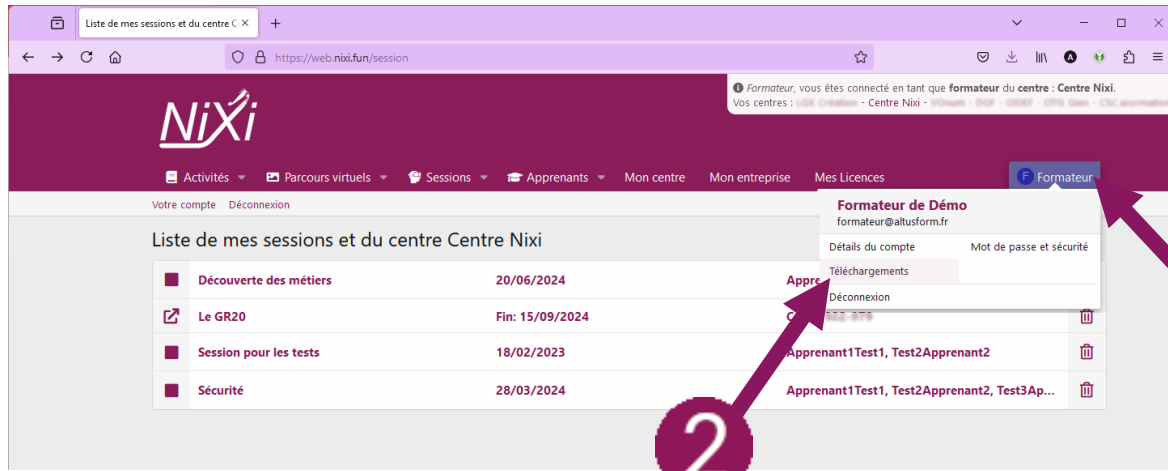 Liste de mes sessions et du centre C
https://web.nixi.fun/session
NiXi
Formateur, vous êtes connecté en tant que formateur du centre : Centre Nixi.
Vos centres : - Centre Nixi -
Activités Parcours virtuels Sessions Apprenants Mon centre Mon entreprise Mes Licences F Formateur
Votre compte Déconnexion
Formateur de Démo
formateur@altusform.fr
Détails du compte Mot de passe et sécurité
Téléchargements
Déconnexion
Liste de mes sessions et du centre Centre Nixi
Découverte des métiers 20/06/2024
Le GR20 Fin: 15/09/2024
Session pour les tests 18/02/2023 Apprenant1Test1, Test2Apprenant2
Sécurité 28/03/2024 Apprenant1Test1, Test2Apprenant2, Test3Ap...
2